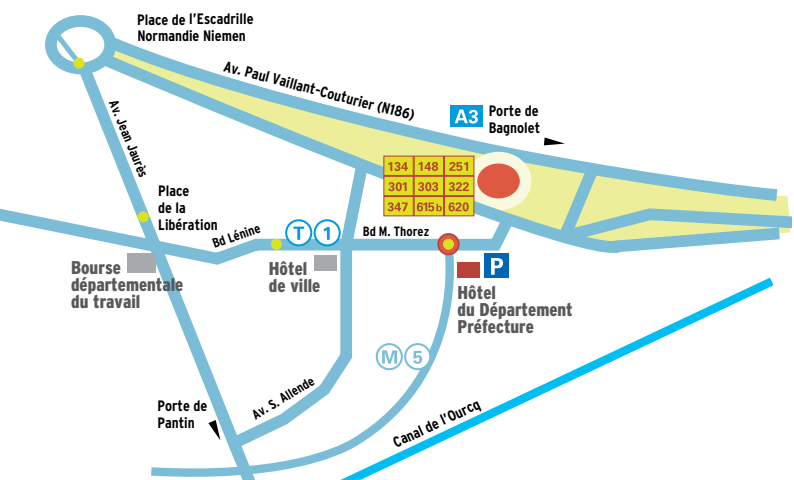 Place de l'Escadrille
Normandie Niemen
Av. Paul Vaillant-Couturier (N186)
A3
Porte de
Bagnolet
Av. Jean Jaurès
134 148 251
301 303 322
347 615b 620
Place
de la
Libération
Bd Lénine
T 1
Bd M. Thorez
Bourse
départementale
du travail
Hôtel
de ville
P
Hôtel
du Département
Préfecture
M 5
Av. S. Allende
Porte de
Pantin
Canal de l'Ourcq